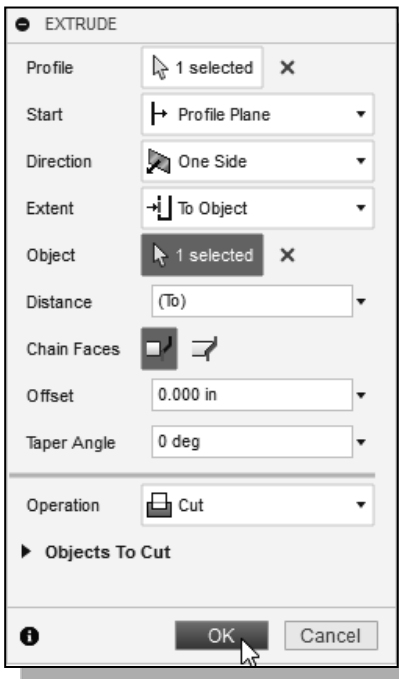 EXTRUDE
Profile 1 selected
Start Profile Plane
Direction One Side
Extent To Object
Object 1 selected
Distance (To)
Chain Faces
Offset 0.000 in
Taper Angle 0 deg
Operation Cut
Objects To Cut
OK Cancel